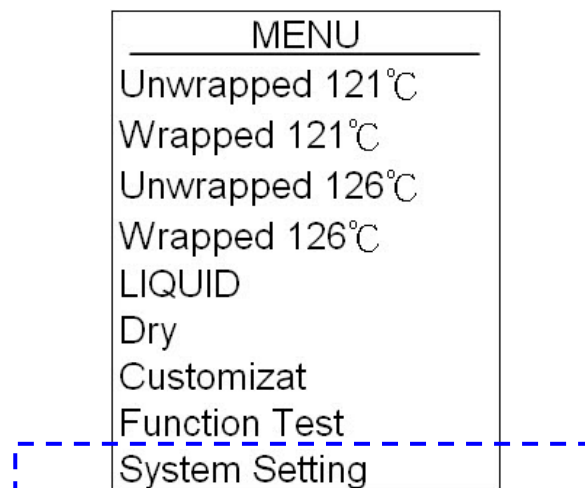 MENU
Unwrapped 121℃
Wrapped 121℃
Unwrapped 126℃
Wrapped 126℃
LIQUID
Dry
Customizat
Function Test
System Setting